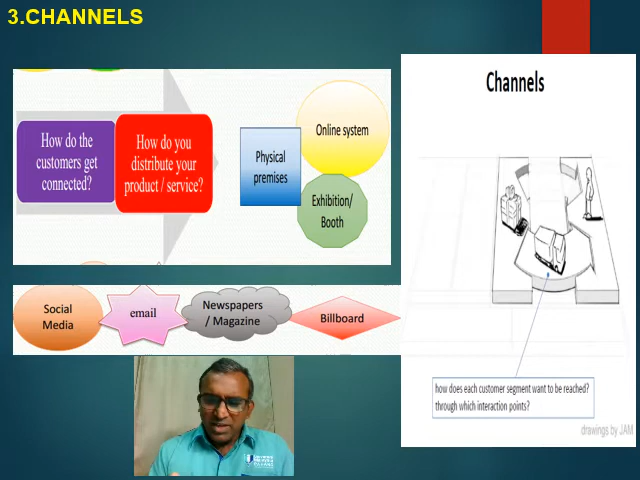 3.CHANNELS
How do the
customers get
connected?
How do you
distribute your
product / service?
Physical
premises
Online system
Exhibition/
Booth
Social
Media
email
Newspapers
/ Magazine
Billboard
Channels
how does each customer segment want to be reached?
through which interaction points?
drawings by JAM